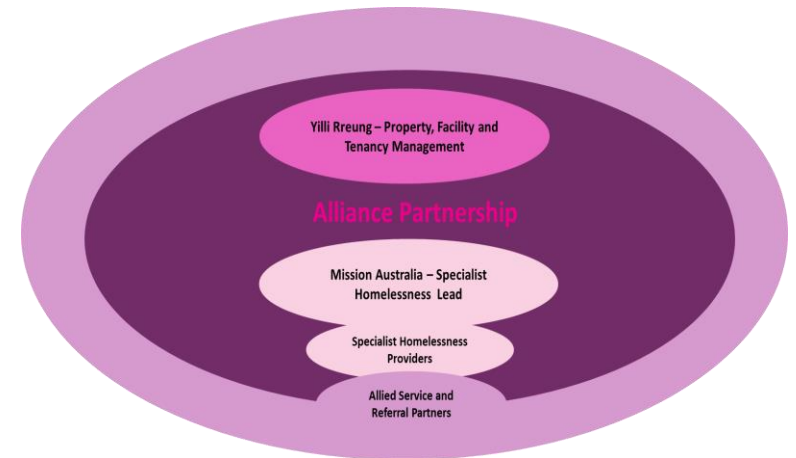 Yilli Rreung – Property, Facility and
Tenancy Management
Alliance Partnership
Mission Australia – Specialist
Homelessness Lead
Specialist Homelessness
Providers
Allied Service and
Referral Partners